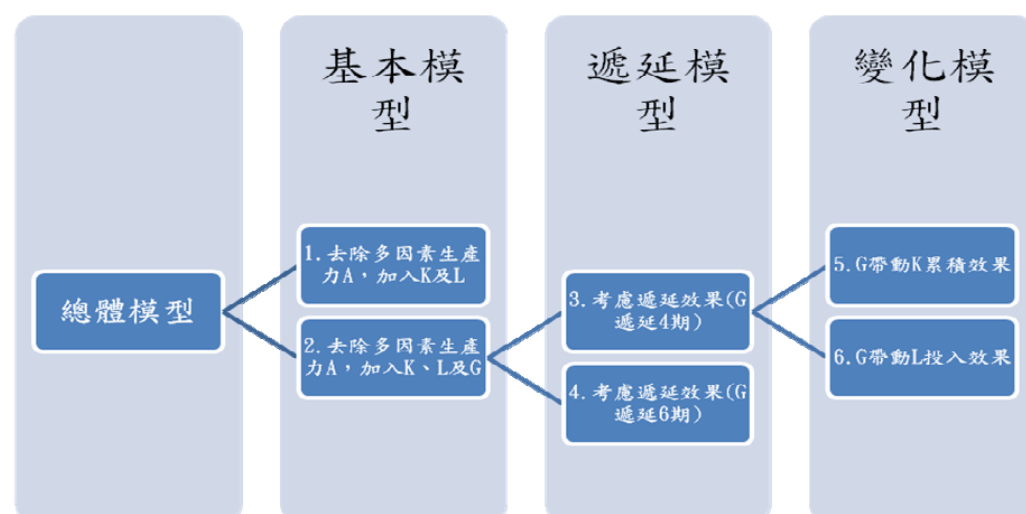 基本模
型
遞延模
型
變化模
型
總體模型
1.去除多因素生產
力A，加入K及L
2.去除多因素生產
力A，加入K、L及G
3.考慮遞延效果(G
遞延4期)
4.考慮遞延效果(G
遞延6期)
5.G帶動K累積效果
6.G帶動L投入效果